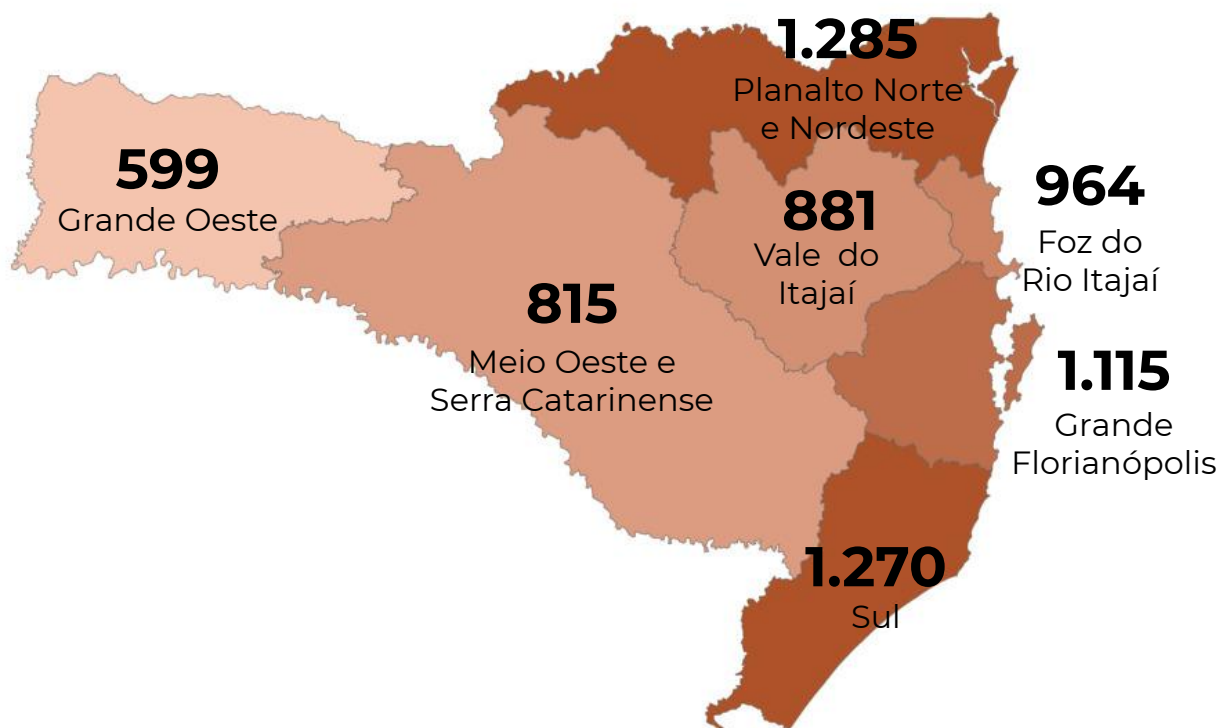 1.285
Planalto Norte
e Nordeste
599
Grande Oeste
881
Vale do
Itajaí
964
Foz do
Rio Itajaí
815
Meio Oeste e
Serra Catarinense
1.115
Grande
Florianópolis
1.270
Sul